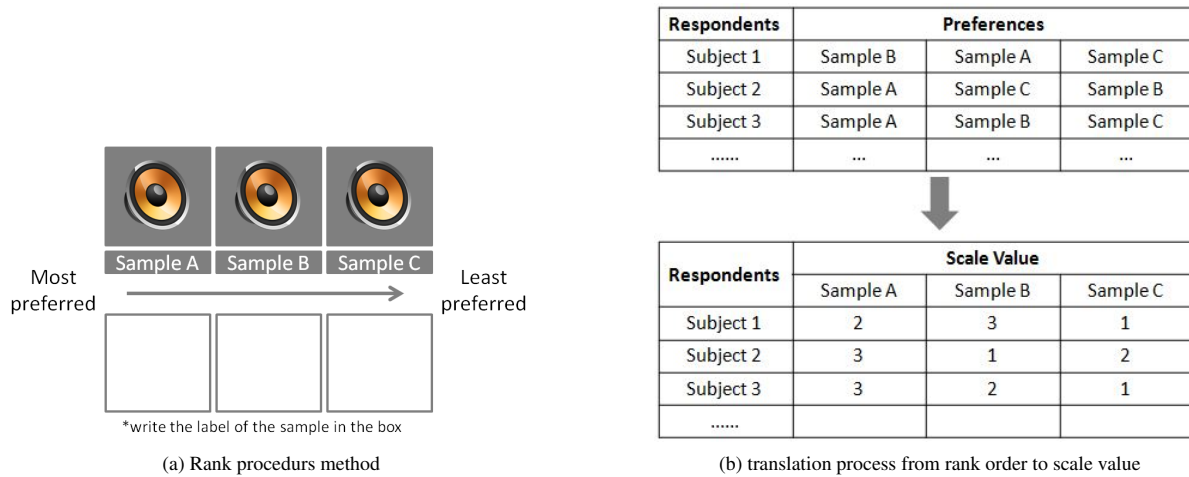 Sample A Sample B Sample C
Most preferred
Least preferred
*write the label of the sample in the box
(a) Rank procedurs method
Respondents Preferences
Subject 1 Sample B Sample A Sample C
Subject 2 Sample A Sample C Sample B
Subject 3 Sample A Sample B Sample C
...... ... ... ...
Respondents Scale Value
Sample A Sample B Sample C
Subject 1 2 3 1
Subject 2 3 1 2
Subject 3 3 2 1
......
(b) translation process from rank order to scale value